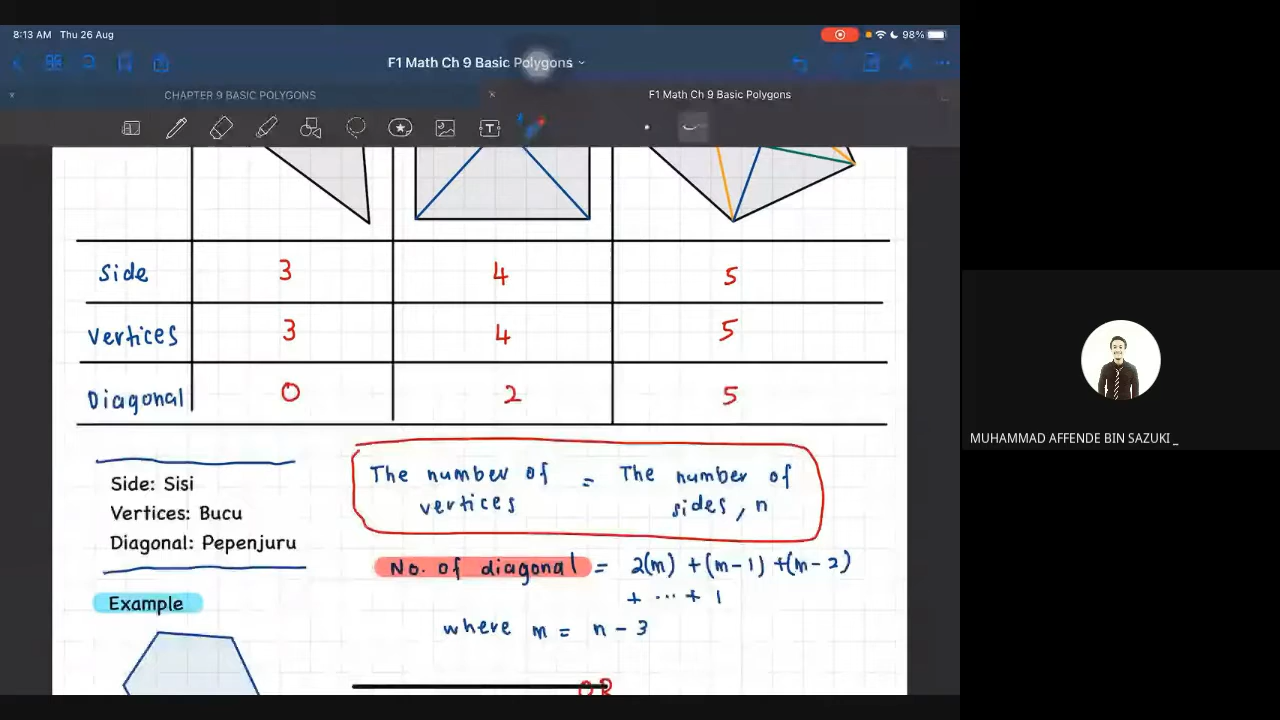 8:13 AM Thu 26 Aug
98%
F1 Math Ch 9 Basic Polygons
CHAPTER 9 BASIC POLYGONS
F1 Math Ch 9 Basic Polygons
T
Side 3 4 5
Vertices 3 4 5
Diagonal 0 2 5
Side: Sisi
Vertices: Bucu
Diagonal: Pepenjuru
Example
The number of = The number of
vertices sides, n
No. of diagonal = 2(m) + (m-1) + (m-2)
+ ... + 1
where m = n - 3
OR
MUHAMMAD AFFENDE BIN SAZUKI _